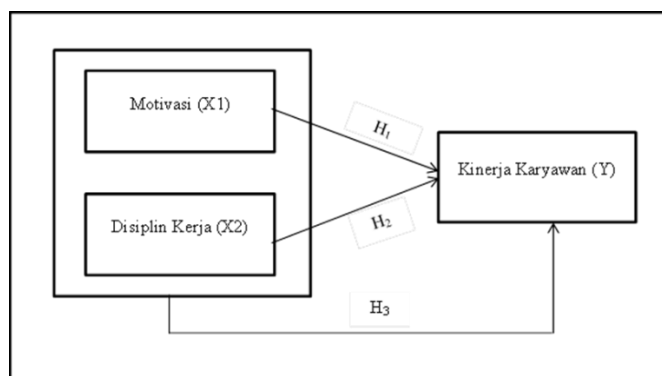 Motivasi (X1)
H1
Kinerja Karyawan (Y)
Disiplin Kerja (X2)
H2
H3